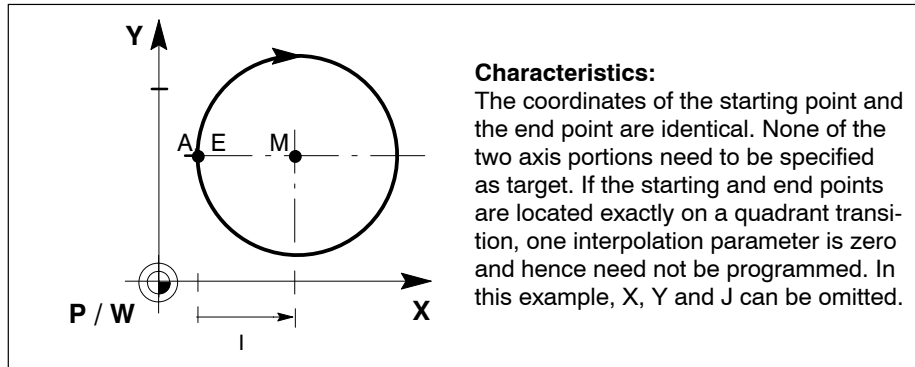 Y
A E M
P / W
X
I
Characteristics:
The coordinates of the starting point and
the end point are identical. None of the
two axis portions need to be specified
as target. If the starting and end points
are located exactly on a quadrant transi-
tion, one interpolation parameter is zero
and hence need not be programmed. In
this example, X, Y and J can be omitted.